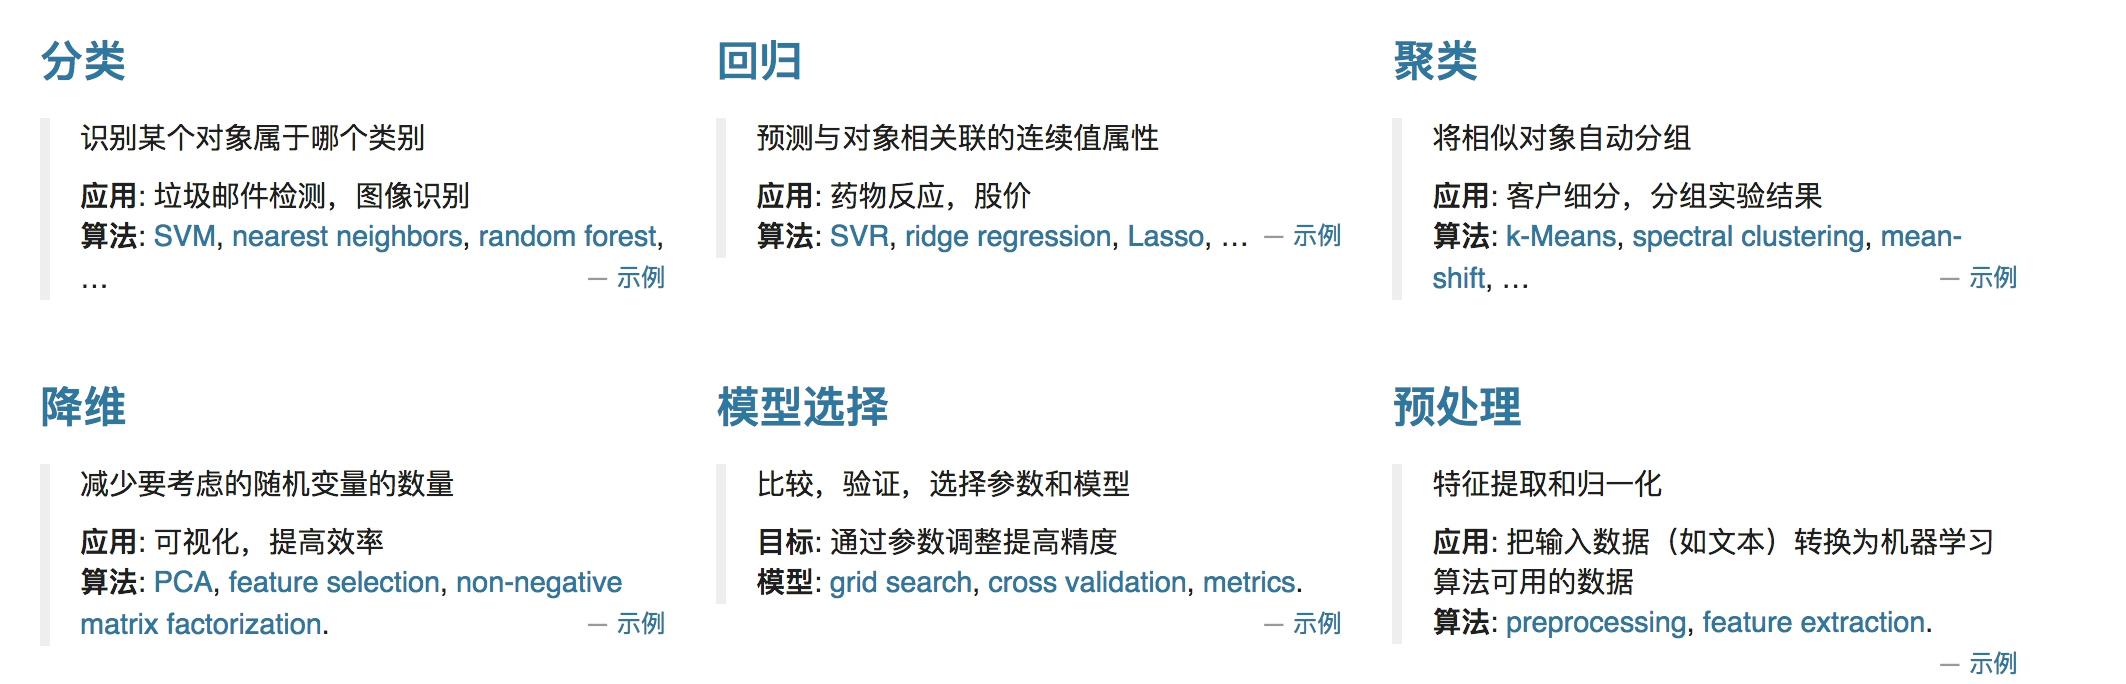 分类
识别某个对象属于哪个类别
应用: 垃圾邮件检测，图像识别
算法: SVM, nearest neighbors, random forest,
… — 示例
回归
预测与对象相关联的连续值属性
应用: 药物反应，股价
算法: SVR, ridge regression, Lasso, … — 示例
聚类
将相似对象自动分组
应用: 客户细分，分组实验结果
算法: k-Means, spectral clustering, mean-
shift, … — 示例
降维
减少要考虑的随机变量的数量
应用: 可视化，提高效率
算法: PCA, feature selection, non-negative
matrix factorization. — 示例
模型选择
比较，验证，选择参数和模型
目标: 通过参数调整提高精度
模型: grid search, cross validation, metrics.
— 示例
预处理
特征提取和归一化
应用: 把输入数据（如文本）转换为机器学习
算法可用的数据
算法: preprocessing, feature extraction.
— 示例